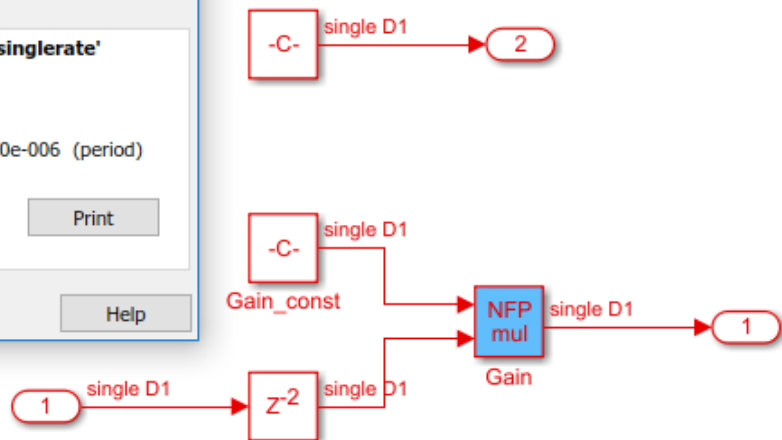 singlerate'
0e-006 (period)
Print
Help
-C-
single D1
2
-C-
single D1
Gain_const
NFP
mul
single D1
1
Gain
1
single D1
Z-2
single D1